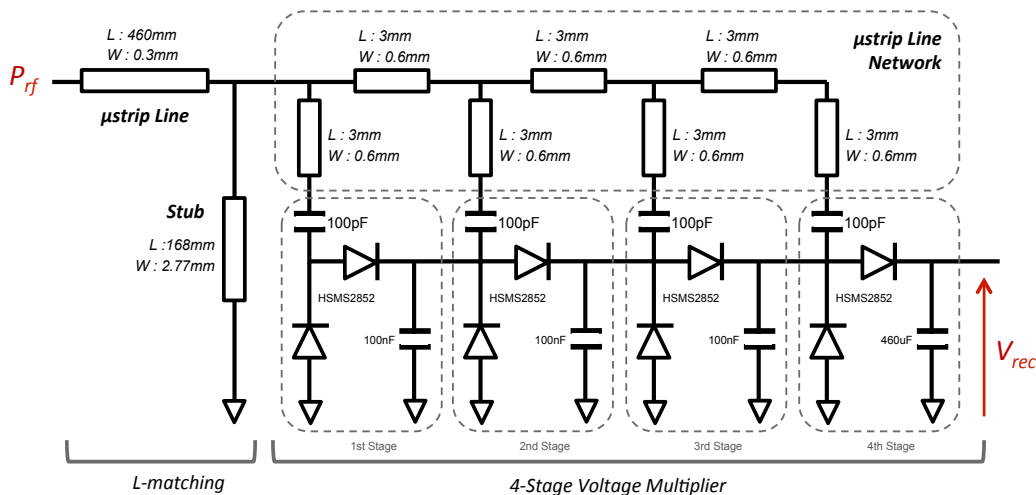 L : 460mm
W : 0.3mm
L : 3mm
W : 0.6mm
L : 3mm
W : 0.6mm
L : 3mm
W : 0.6mm
µstrip Line
Network
Prf
µstrip Line
L : 3mm
W : 0.6mm
L : 3mm
W : 0.6mm
L : 3mm
W : 0.6mm
L : 3mm
W : 0.6mm
Stub
L :168mm
W : 2.77mm
100pF
100pF
100pF
100pF
HSMS2852
HSMS2852
HSMS2852
HSMS2852
100nF
100nF
100nF
460uF
Vrec
1st Stage
2nd Stage
3rd Stage
4th Stage
L-matching
4-Stage Voltage Multiplier